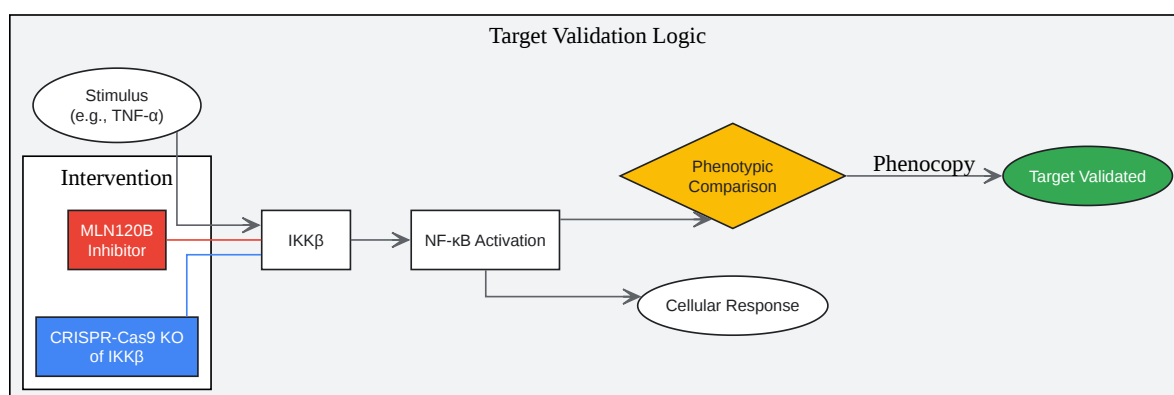 Target Validation Logic
Stimulus
(e.g., TNF-α)
Intervention
MLN120B
Inhibitor
CRISPR-Cas9 KO
of IKKβ
IKKβ
NF-κB Activation
Phenotypic
Comparison
Cellular Response
Phenocopy
Target Validated